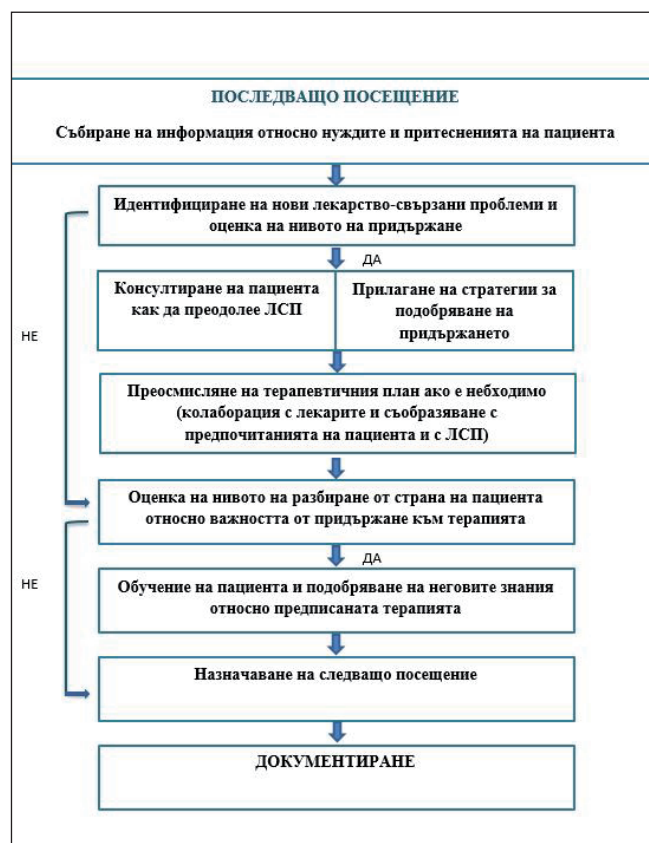 ПОСЛЕДВАЩО ПОСЕЩЕНИЕ
Събиране на информация относно нуждите и притесненията на пациента
Идентифициране на нови лекарство-свързани проблеми и
оценка на нивото на придържане
ДА
Консултиране на пациента
как да преодолее ЛСП
Прилагане на стратегии за
подобряване на
придържането
НЕ
Преосмисляне на терапевтичния план ако е небходимо
(колаборация с лекарите и съобразяване с
предпочитанията на пациента и с ЛСП)
Оценка на нивото на разбиране от страна на пациента
относно важността от придържане към терапията
ДА
НЕ
Обучение на пациента и подобряване на неговите знания
относно предписаната терапията
Назначаване на следващо посещение
ДОКУМЕНТИРАНЕ